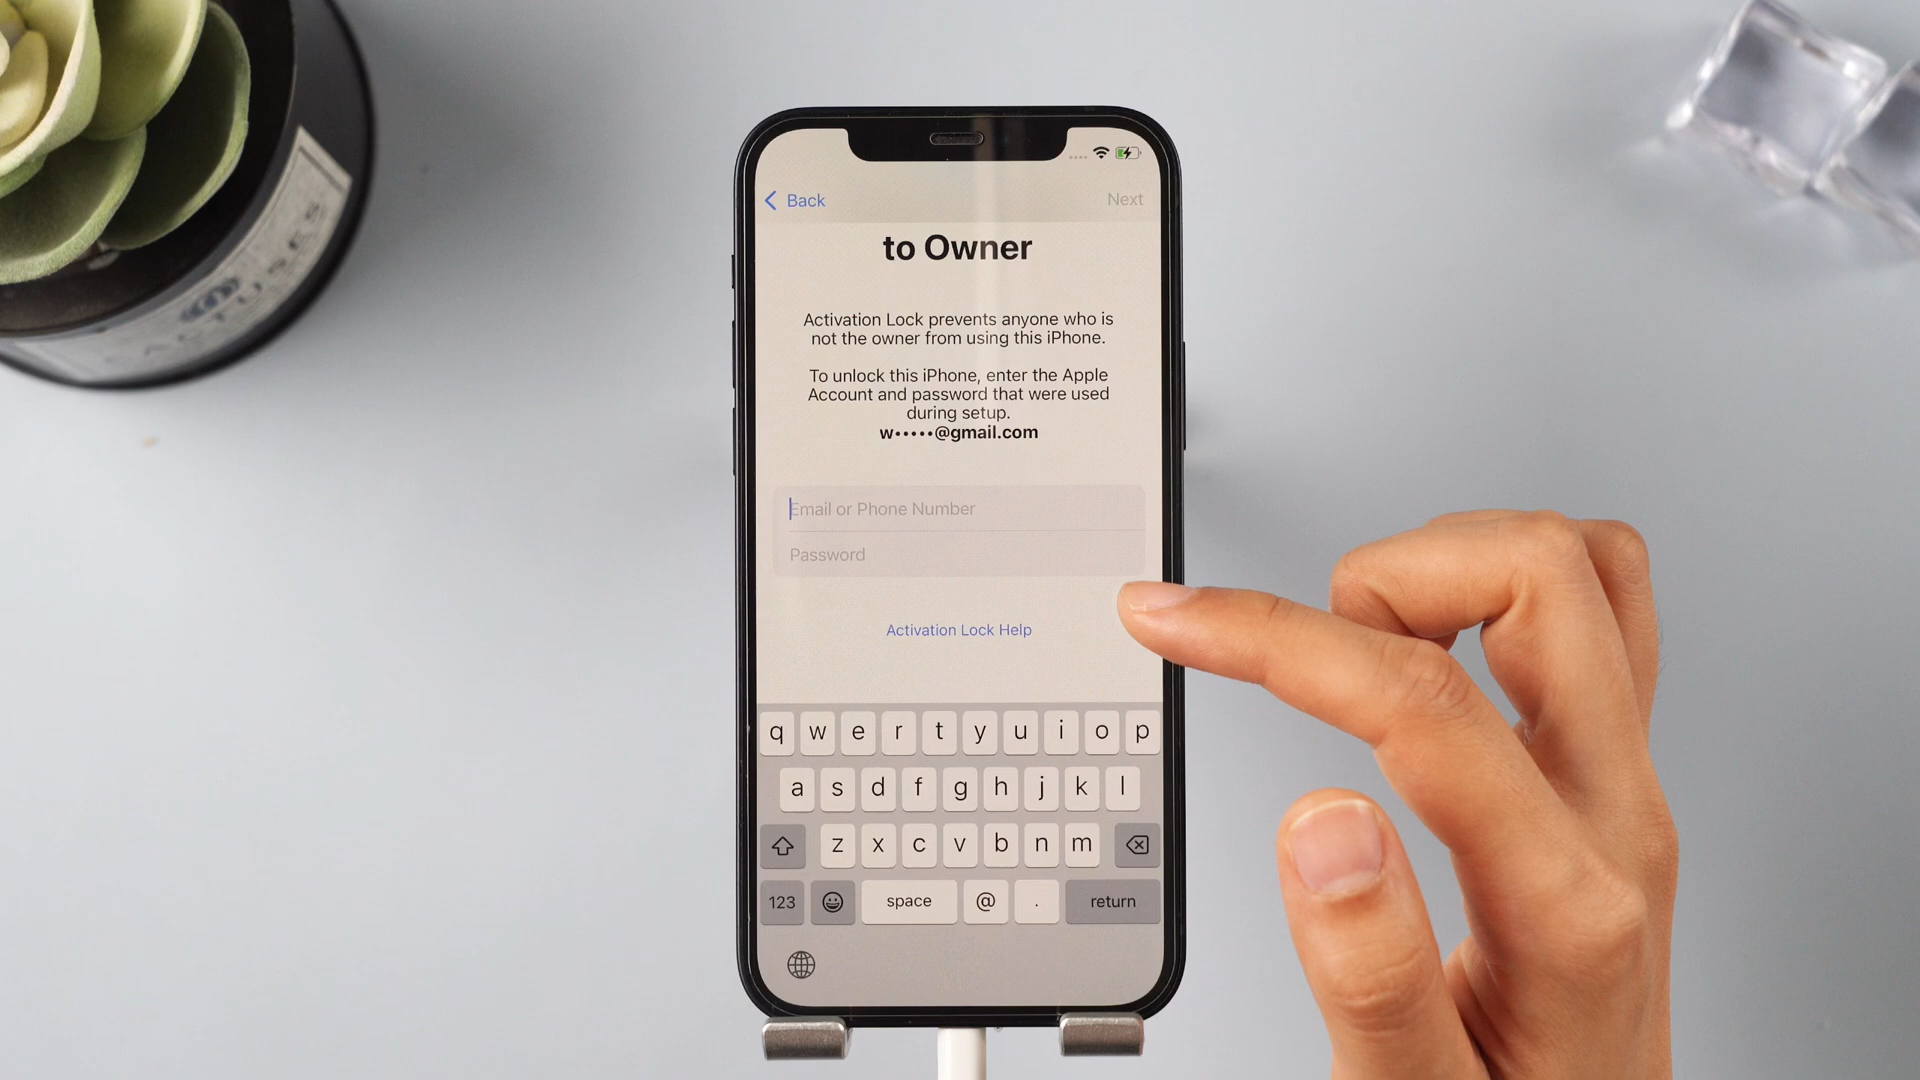 Back
Next
to Owner
Activation Lock prevents anyone who is
not the owner from using this iPhone.
To unlock this iPhone, enter the Apple
Account and password that were used
during setup.
w•••••@gmail.com
Email or Phone Number
Password
Activation Lock Help
q w e r t y u i o p
a s d f g h j k l
z x c v b n m
123 space @ . return
CACTUSES